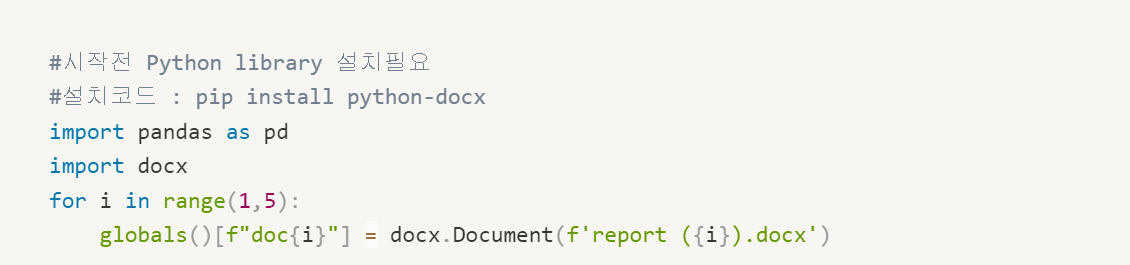 #시작전 Python library 설치필요
#설치코드 : pip install python-docx
import pandas as pd
import docx
for i in range(1,5):
    globals()[f"doc{i}"] = docx.Document(f'report ({i}).docx')